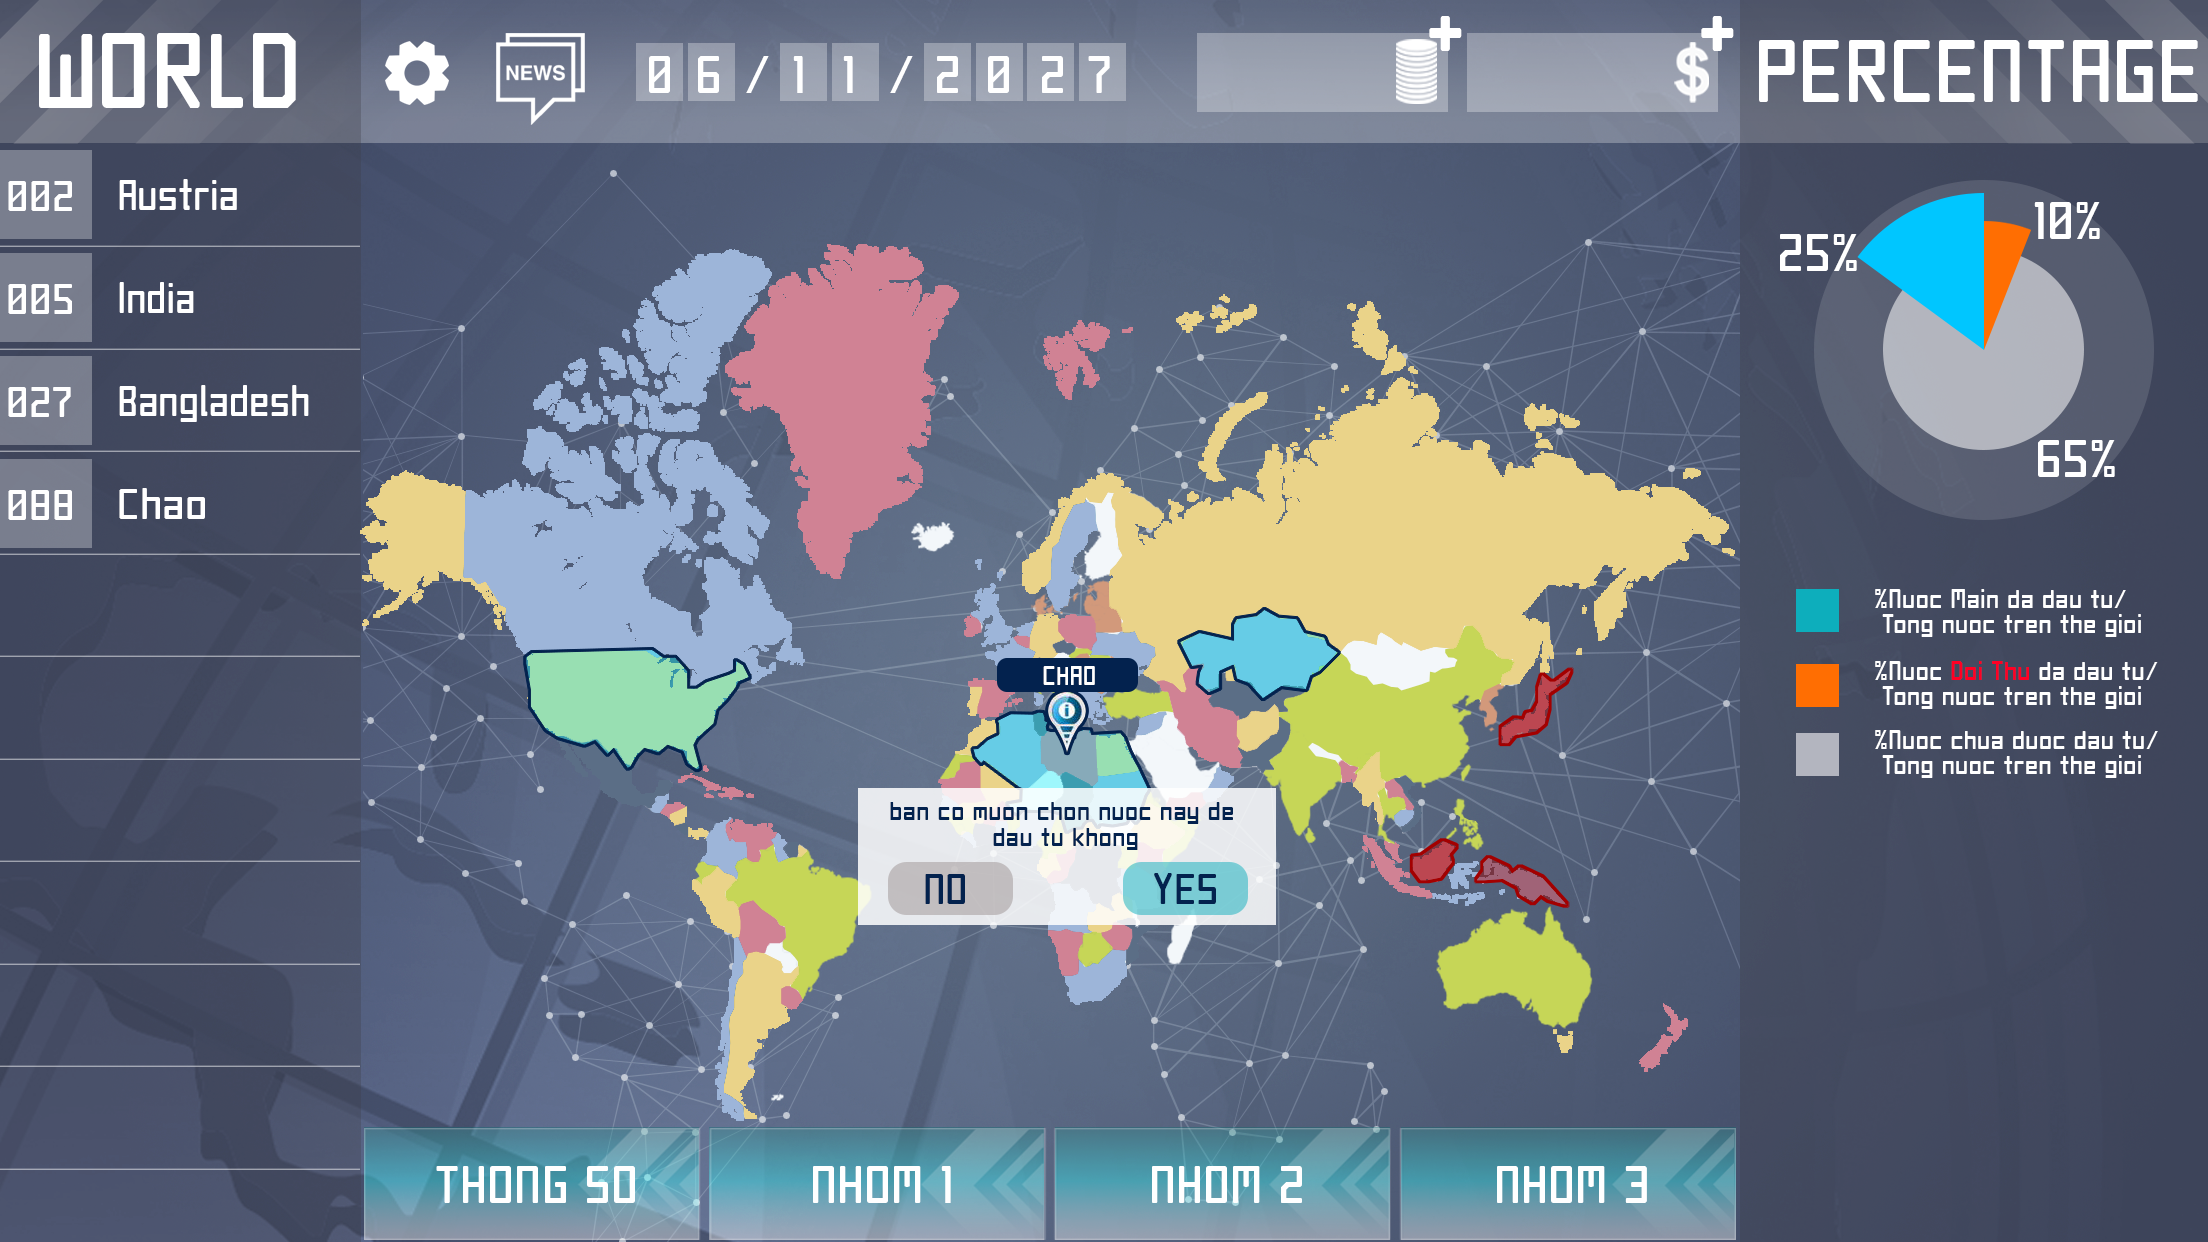 WORLD
NEWS
06/11/2027
$
PERCENTAGE
002 Austria
005 India
027 Bangladesh
088 Chao
25%
10%
65%
%Nuoc Main da dau tu/
Tong nuoc tren the gioi
%Nuoc Doi Thu da dau tu/
Tong nuoc tren the gioi
%Nuoc chua duoc dau tu/
Tong nuoc tren the gioi
CHAO
i
ban co muon chon nuoc nay de
dau tu khong
NO
YES
THONG SO
NHOM 1
NHOM 2
NHOM 3